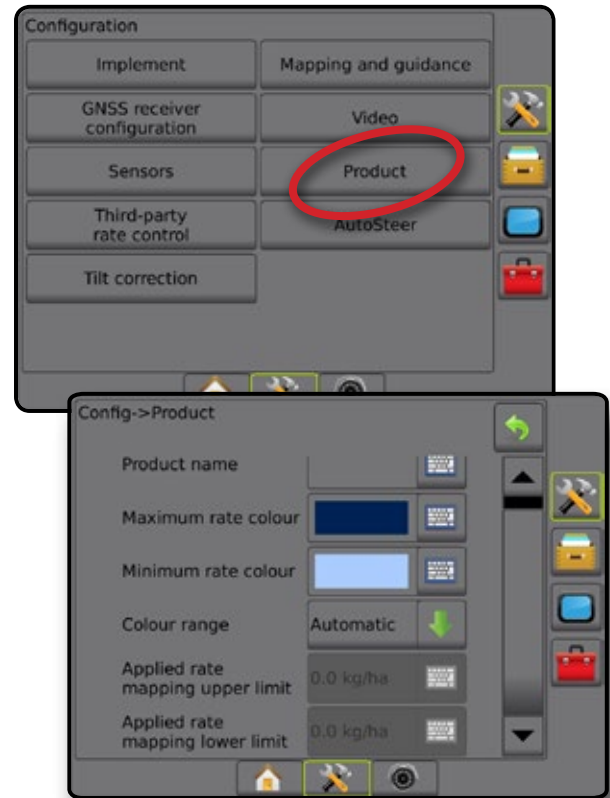 Configuration
Implement
Mapping and guidance
GNSS receiver
configuration
Video
Sensors
Product
Third-party
rate control
AutoSteer
Tilt correction
Config->Product
Product name
Maximum rate colour
Minimum rate colour
Colour range
Automatic
Applied rate
mapping upper limit
0.0 kg/ha
Applied rate
mapping lower limit
0.0 kg/ha